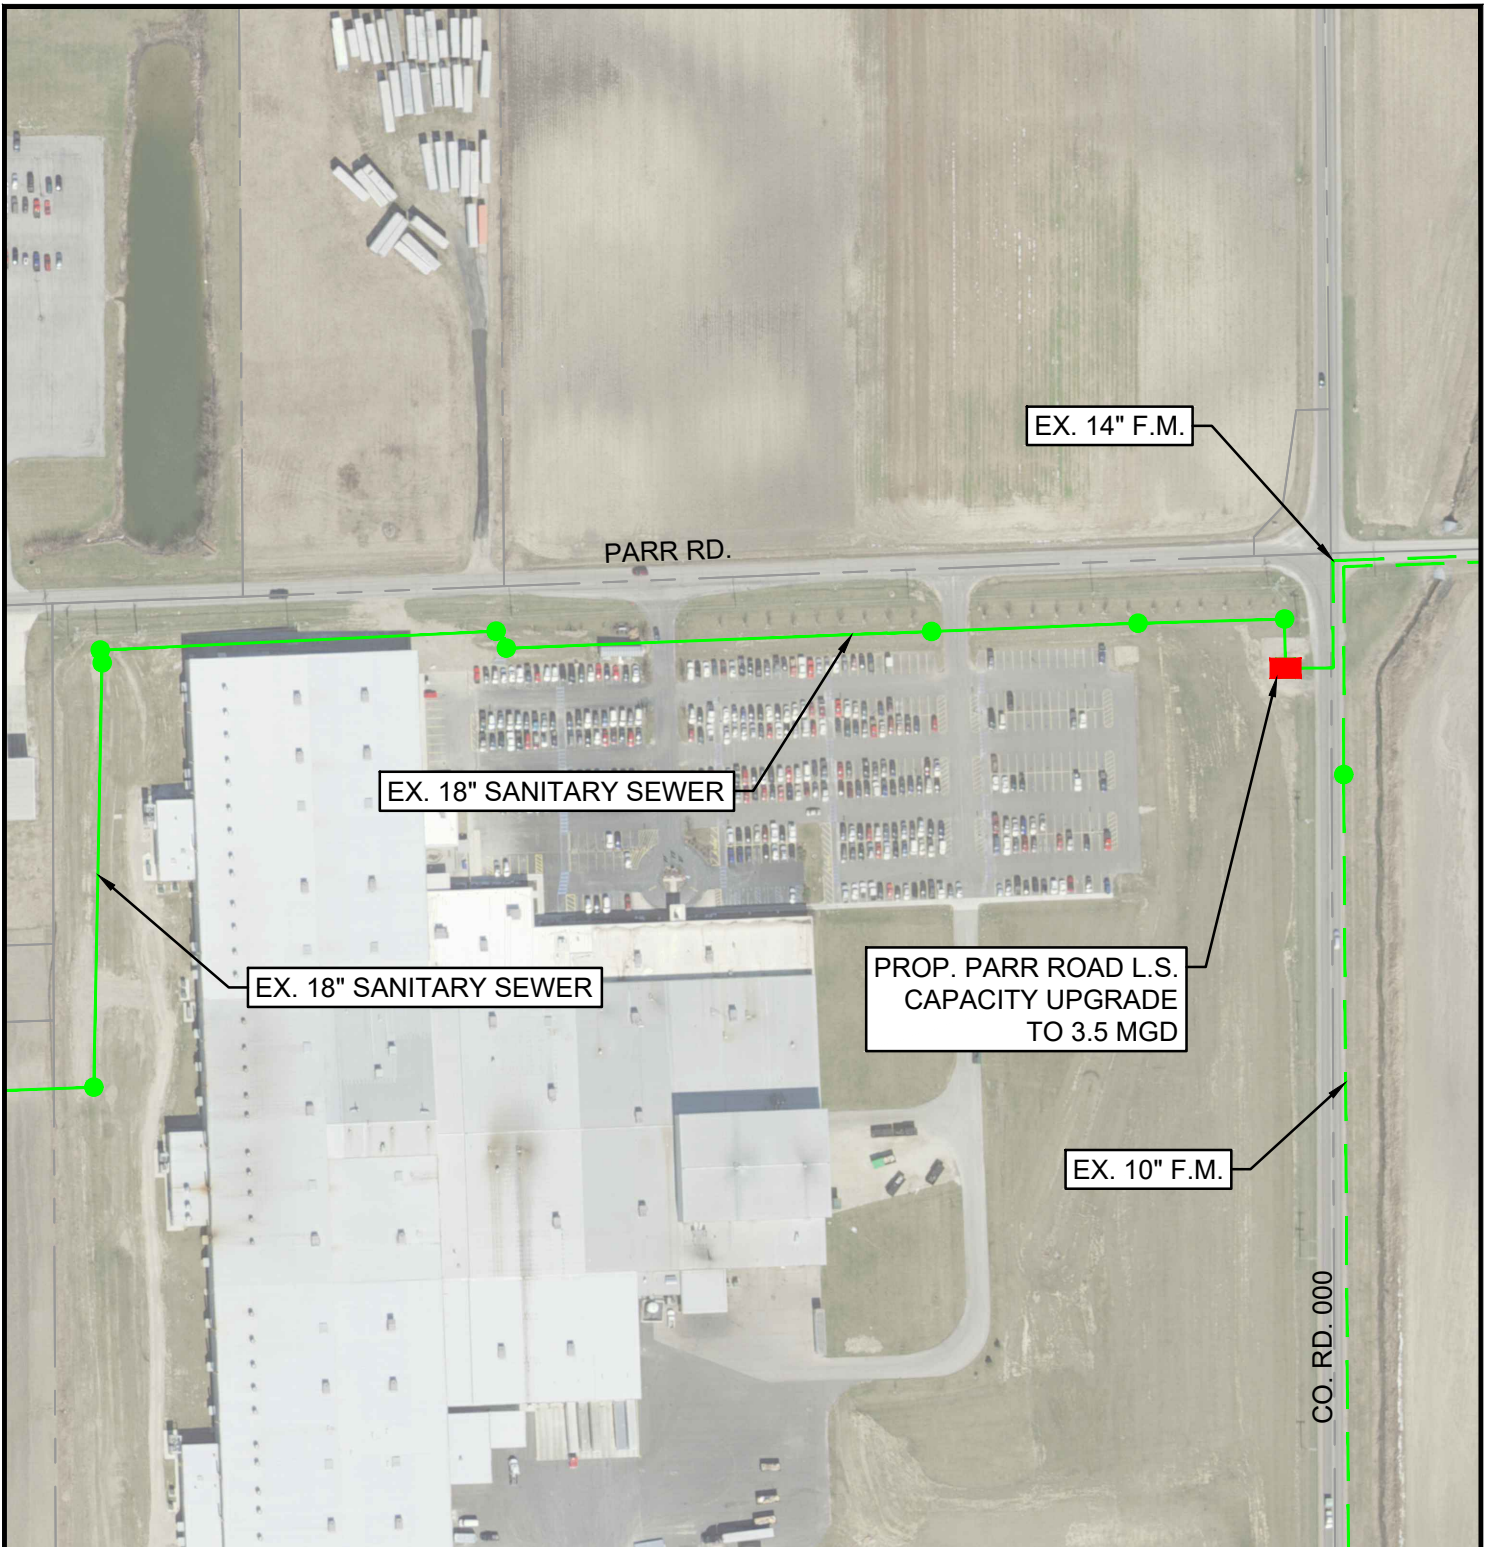 EX. 14" F.M.
PARR RD.
EX. 18" SANITARY SEWER
EX. 18" SANITARY SEWER
PROP. PARR ROAD L.S.
CAPACITY UPGRADE
TO 3.5 MGD
EX. 10" F.M.
CO. RD. 000